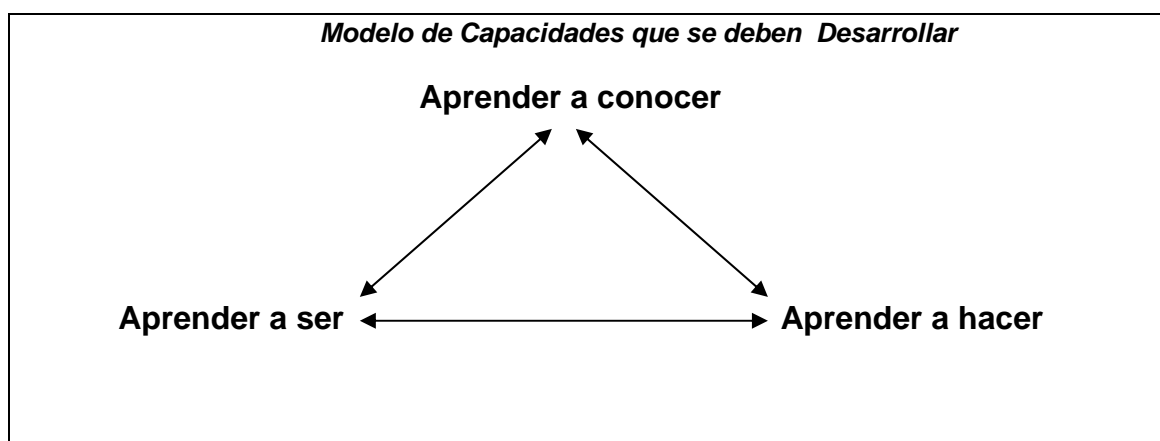 Modelo de Capacidades que se deben Desarrollar
Aprender a conocer
Aprender a ser
Aprender a hacer